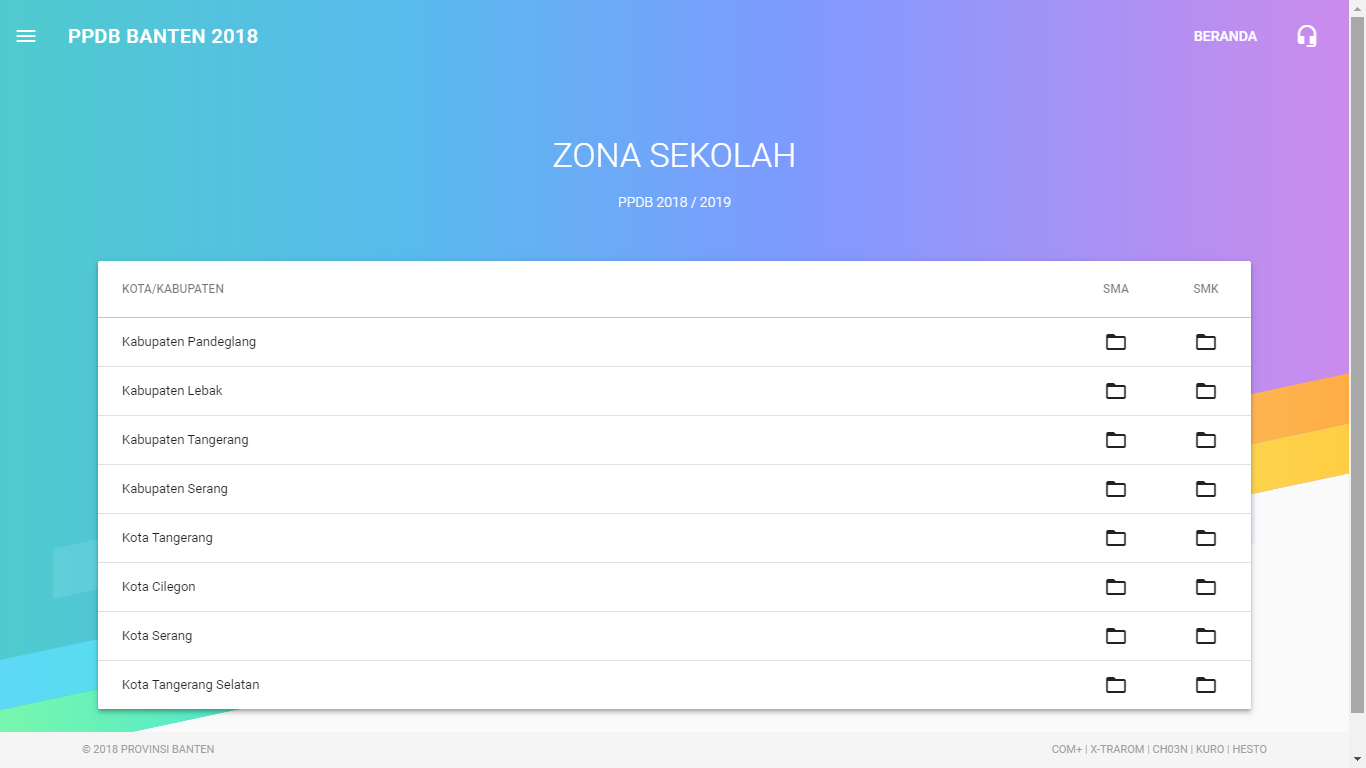 PPDB BANTEN 2018 BERANDA
ZONA SEKOLAH
PPDB 2018 / 2019
KOTA/KABUPATEN SMA SMK
Kabupaten Pandeglang
Kabupaten Lebak
Kabupaten Tangerang
Kabupaten Serang
Kota Tangerang
Kota Cilegon
Kota Serang
Kota Tangerang Selatan
© 2018 PROVINSI BANTEN COM+ | X-TRAROM | CH03N | KURO | HESTO